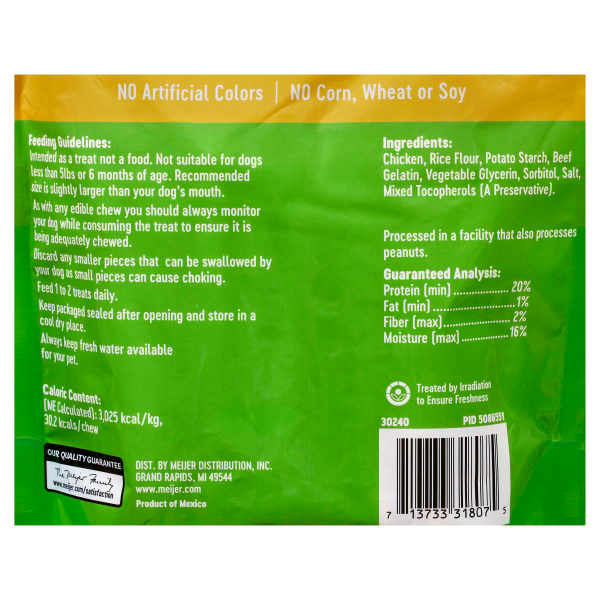 NO Artificial Colors | NO Corn, Wheat or Soy
Feeding Guidelines:
Intended as a treat not a food. Not suitable for dogs
less than 5lbs or 6 months of age. Recommended
size is slightly larger than your dog's mouth.
As with any edible chew you should always monitor
your dog while consuming the treat to ensure it is
being adequately chewed.
Discard any smaller pieces that can be swallowed by
your dog as small pieces can cause choking.
Feed 1 to 2 treats daily.
Keep packaged sealed after opening and store in a
cool dry place.
Always keep fresh water available
for your pet.
Caloric Content:
(ME Calculated): 3,025 kcal/kg,
30.2 kcals/chew
OUR QUALITY GUARANTEE
The Meijer Family
www.meijer.com/satisfaction
DIST. BY MEIJER DISTRIBUTION, INC.
GRAND RAPIDS, MI 49544
www.meijer.com
Product of Mexico
Ingredients:
Chicken, Rice Flour, Potato Starch, Beef
Gelatin, Vegetable Glycerin, Sorbitol, Salt,
Mixed Tocopherols (A Preservative).
Processed in a facility that also processes
peanuts.
Guaranteed Analysis:
Protein (min) .................. 20%
Fat (min) ....................... 1%
Fiber (max) .................... 2%
Moisture (max) ............... 16%
Treated by Irradiation
to Ensure Freshness
30240 PID 5086551
7 13733 31807 5